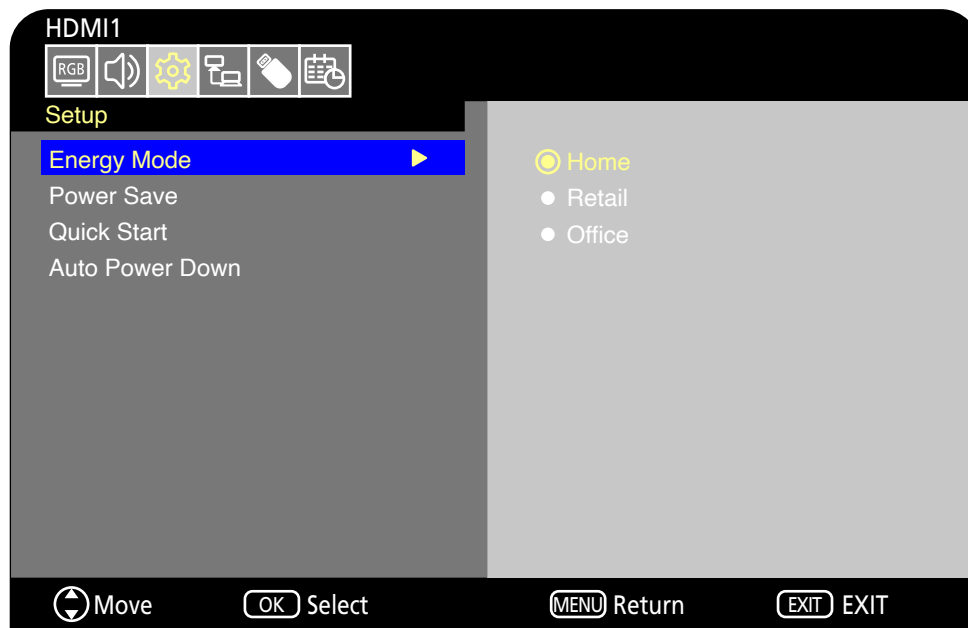 HDMI1
RGB
Setup
Energy Mode
Power Save
Quick Start
Auto Power Down
Home
Retail
Office
Move OK Select MENU Return EXIT EXIT